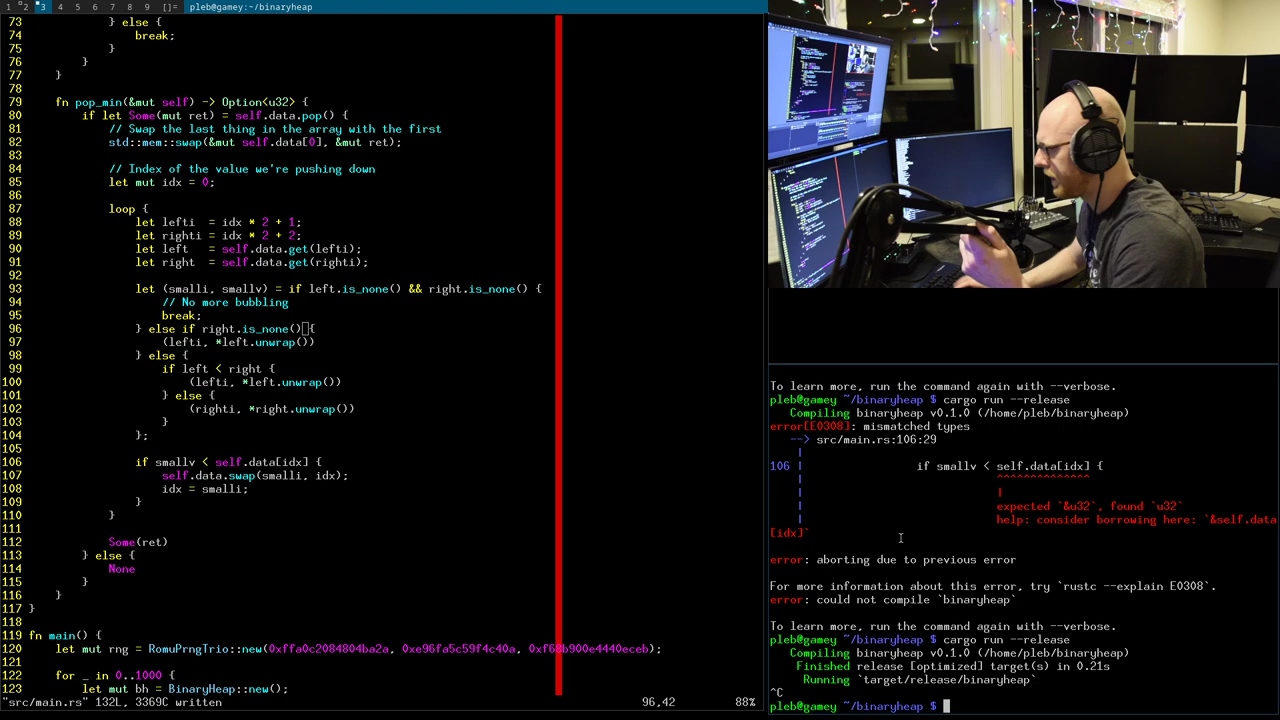 1 2 3 4 5 6 7 8 9 []= pleb@gamey:~/binaryheap
73 } else {
74 break;
75 }
76 }
77 }
78
79 fn pop_min(&mut self) -> Option<u32> {
80 if let Some(mut ret) = self.data.pop() {
81 // Swap the last thing in the array with the first
82 std::mem::swap(&mut self.data[0], &mut ret);
83
84 // Index of the value we're pushing down
85 let mut idx = 0;
86
87 loop {
88 let lefti = idx * 2 + 1;
89 let righti = idx * 2 + 2;
90 let left = self.data.get(lefti);
91 let right = self.data.get(righti);
92
93 let (smalli, smallv) = if left.is_none() && right.is_none() {
94 // No more bubbling
95 break;
96 } else if right.is_none() {
97 (lefti, *left.unwrap())
98 } else {
99 if left < right {
100 (lefti, *left.unwrap())
101 } else {
102 (righti, *right.unwrap())
103 }
104 };
105
106 if smallv < self.data[idx] {
107 self.data.swap(smalli, idx);
108 idx = smalli;
109 }
110 }
111
112 Some(ret)
113 } else {
114 None
115 }
116 }
117 }
118
119 fn main() {
120 let mut rng = RomuPrngTrio::new(0xffa0c2084804ba2a, 0xe96fa5c59f4c40a, 0xf68b900e4440eceb);
121
122 for _ in 0..1000 {
123 let mut bh = BinaryHeap::new();
"src/main.rs" 132L, 3369C written 96,42 88%
To learn more, run the command again with --verbose.
pleb@gamey ~/binaryheap $ cargo run --release
Compiling binaryheap v0.1.0 (/home/pleb/binaryheap)
error[E0308]: mismatched types
--> src/main.rs:106:29
|
106 | if smallv < self.data[idx] {
| ^^^^^^^^^^^^^^
| |
| expected `&u32`, found `u32`
| help: consider borrowing here: `&self.data
[idx]`
error: aborting due to previous error
For more information about this error, try `rustc --explain E0308`.
error: could not compile `binaryheap`
To learn more, run the command again with --verbose.
pleb@gamey ~/binaryheap $ cargo run --release
Compiling binaryheap v0.1.0 (/home/pleb/binaryheap)
Finished release [optimized] target(s) in 0.21s
Running `target/release/binaryheap`
^C
pleb@gamey ~/binaryheap $